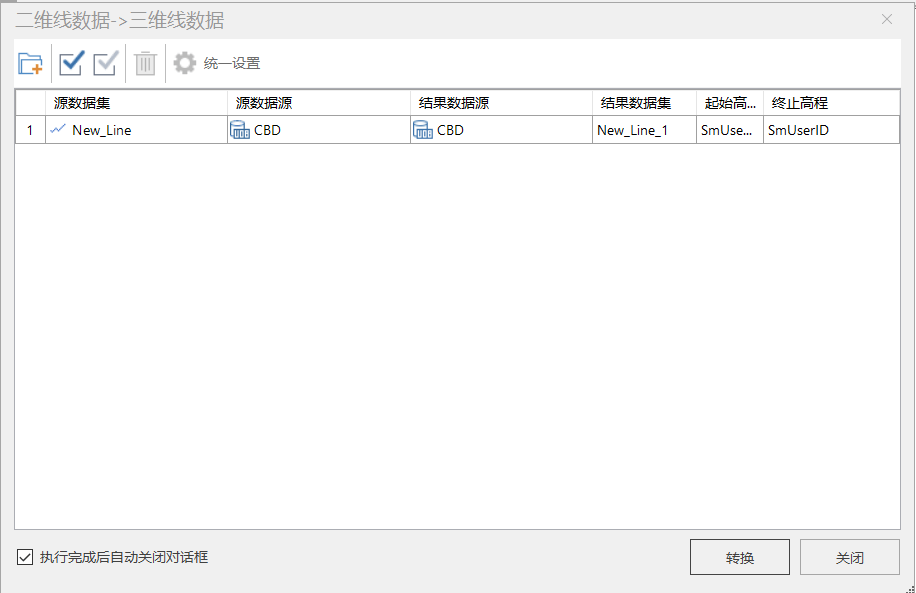 二维线数据->三维线数据
统一设置
源数据集 源数据源 结果数据源 结果数据集 起始高... 终止高程
1 New_Line CBD CBD New_Line_1 SmUse... SmUserID
执行完成后自动关闭对话框
转换 关闭